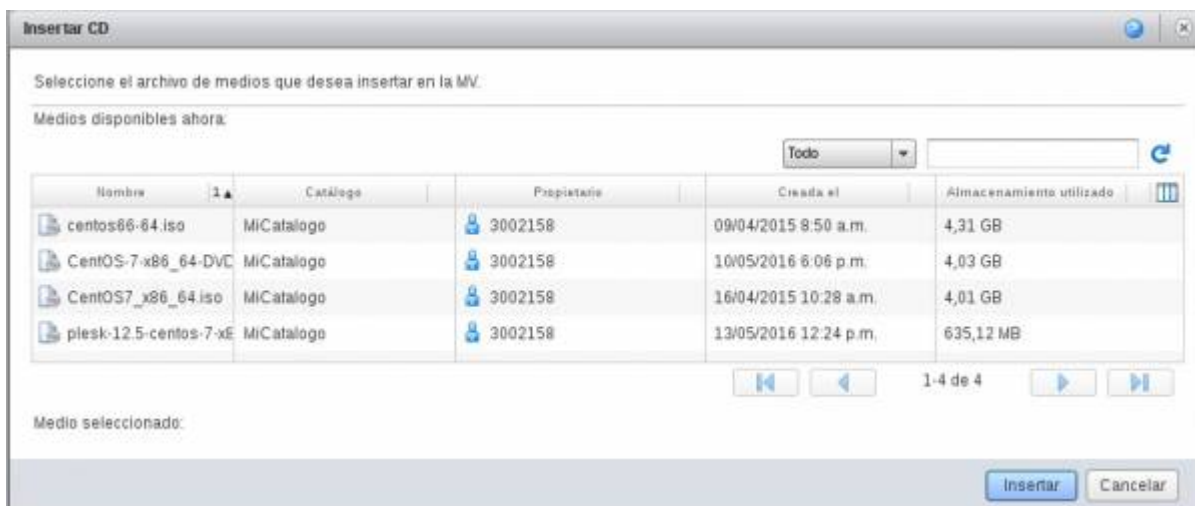 Insertar CD
Seleccione el archivo de medios que desea insertar en la MV.
Medios disponibles ahora:
Todo
Nombre 1▲ Catálogo Propietario Creada el Almacenamiento utilizado
centos66-64.iso MiCatalogo 3002158 09/04/2015 8:50 a.m. 4,31 GB
CentOS-7-x86_64-DVD MiCatalogo 3002158 10/05/2016 6:06 p.m. 4,03 GB
CentOS7_x86_64.iso MiCatalogo 3002158 16/04/2015 10:28 a.m. 4,01 GB
plesk-12.5-centos-7-x8 MiCatalogo 3002158 13/05/2016 12:24 p.m. 635,12 MB
1-4 de 4
Medio seleccionado:
Insertar Cancelar